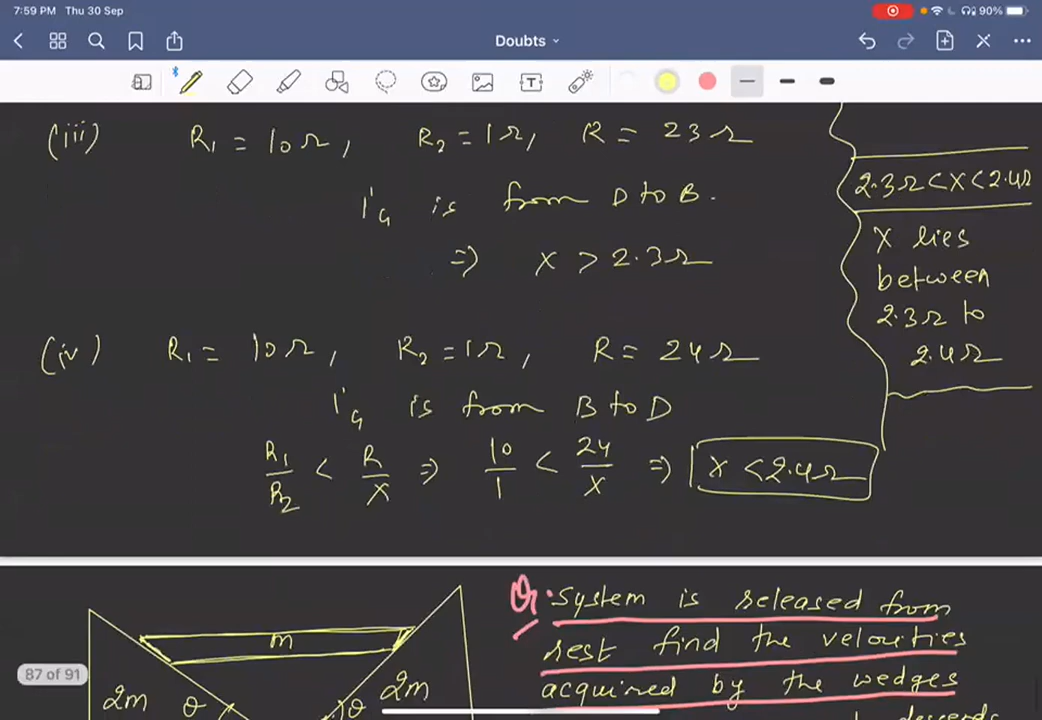 7:59 PM Thu 30 Sep
90%
Doubts
(iii) R₁ = 10Ω, R₂ = 1Ω, R = 23Ω
I'G is from D to B.
⇒ X > 2.3Ω
2.3Ω < X < 2.4Ω
X lies
between
2.3Ω to
2.4Ω
(iv) R₁ = 10Ω, R₂ = 1Ω, R = 24Ω
I'G is from B to D
R₁/R₂ < R/X ⇒ 10/1 < 24/X ⇒ X < 2.4Ω
m
2m θ θ 2m
87 of 91
Q. System is released from
rest find the velocities
acquired by the wedges
descends